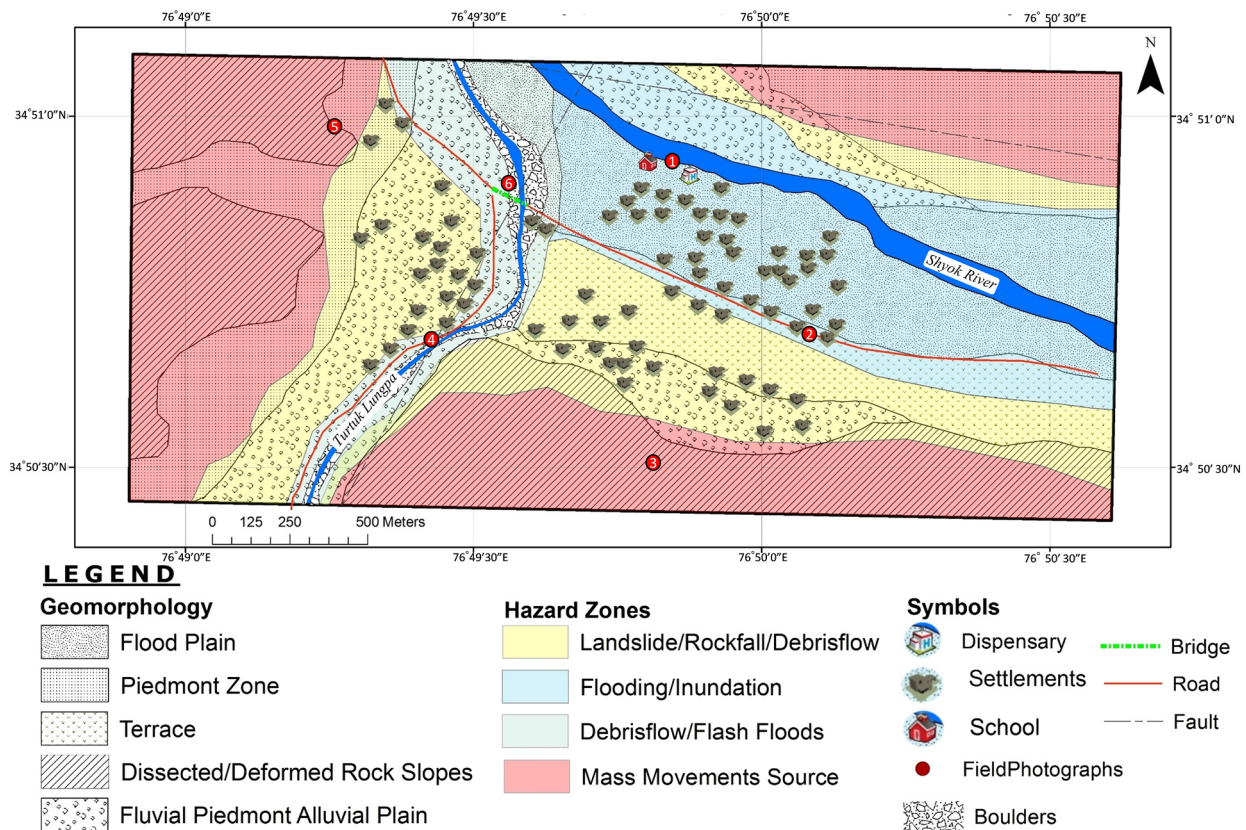 76° 49'0"E 76° 49'30"E 76° 50'0"E 76° 50'30"E
N
34°51'0"N 34°51'0"N
5
1
6
Shyok River
2
4
Turtuk Lungpa
3
34°50'30"N 34°50'30"N
0 125 250 500 Meters
76° 49'0"E 76° 49'30"E 76° 50'0"E 76° 50'30"E
LEGEND
Geomorphology
Flood Plain
Piedmont Zone
Terrace
Dissected/Deformed Rock Slopes
Fluvial Piedmont Alluvial Plain
Hazard Zones
Landslide/Rockfall/Debrisflow
Flooding/Inundation
Debrisflow/Flash Floods
Mass Movements Source
Symbols
H Dispensary
Settlements
School
FieldPhotographs
Boulders
Bridge
Road
Fault